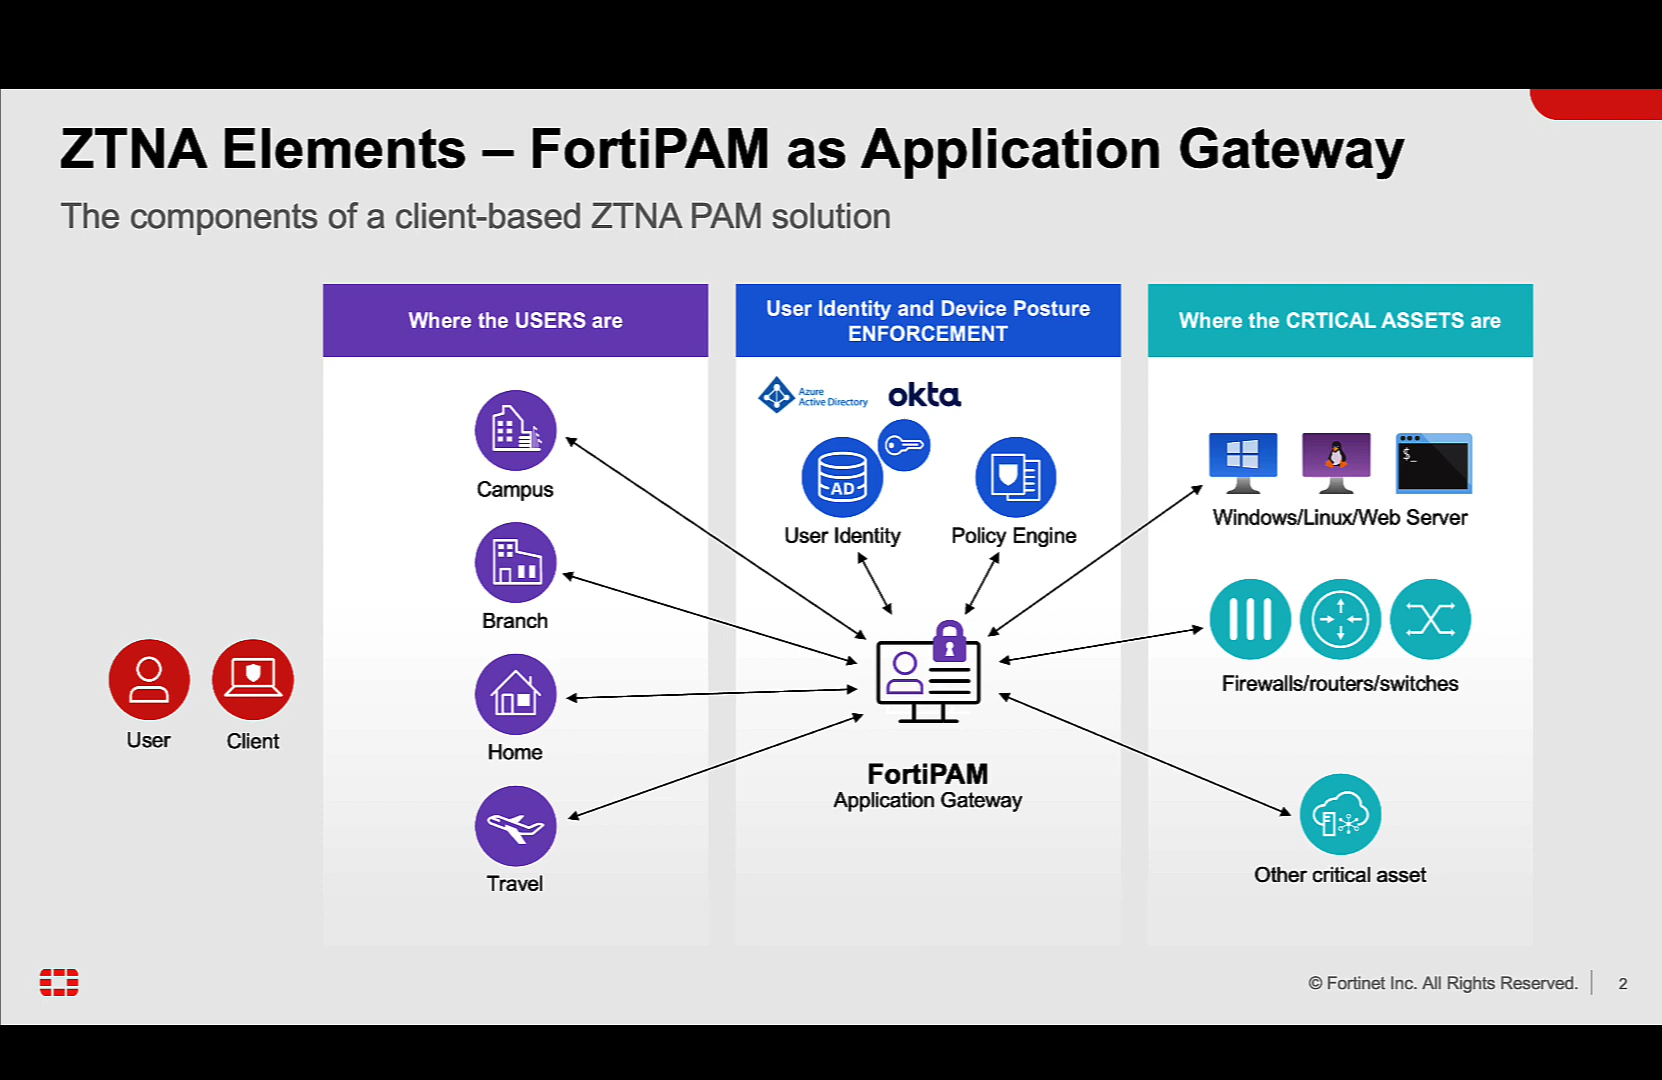 ZTNA Elements – FortiPAM as Application Gateway
The components of a client-based ZTNA PAM solution
User
Client
Where the USERS are
Campus
Branch
Home
Travel
User Identity and Device Posture
ENFORCEMENT
Azure
Active Directory
okta
AD
User Identity
Policy Engine
FortiPAM
Application Gateway
Where the CRTICAL ASSETS are
$_
Windows/Linux/Web Server
Firewalls/routers/switches
Other critical asset
© Fortinet Inc. All Rights Reserved.
2